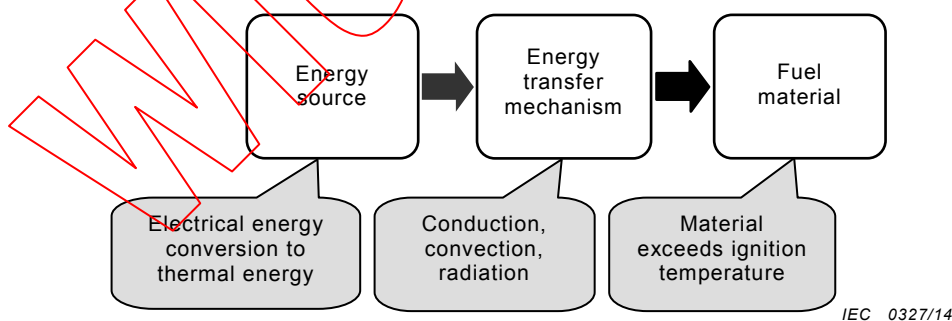 Energy
source
Energy
transfer
mechanism
Fuel
material
Electrical energy
conversion to
thermal energy
Conduction,
convection,
radiation
Material
exceeds ignition
temperature
IEC 0327/14